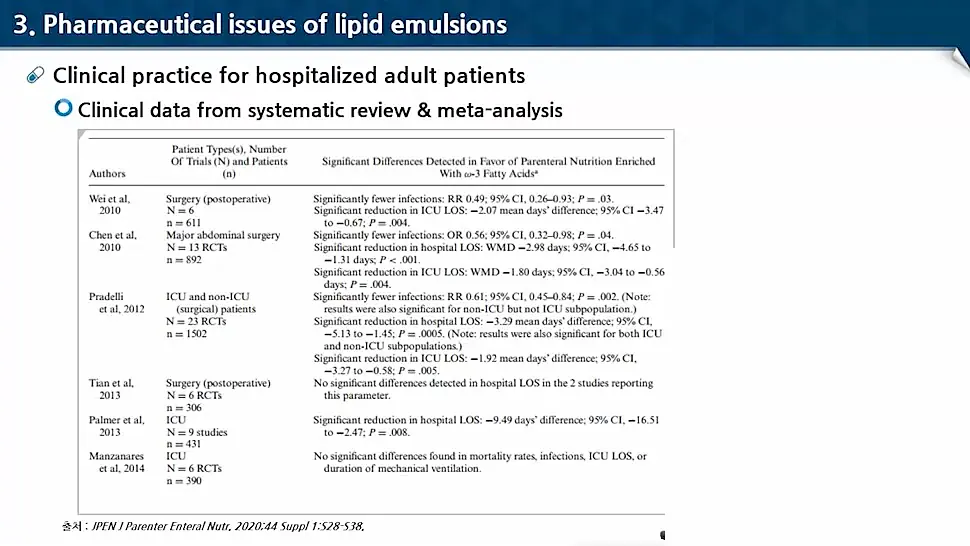 3. Pharmaceutical issues of lipid emulsions
Clinical practice for hospitalized adult patients
Clinical data from systematic review & meta-analysis
Authors
Patient Types(s), Number
Of Trials (N) and Patients
(n)
Significant Differences Detected in Favor of Parenteral Nutrition Enriched
With ω-3 Fatty Acidsᵃ
Wei et al,
2010
Surgery (postoperative)
N = 6
n = 611
Significantly fewer infections: RR 0.49; 95% CI, 0.26–0.93; P = .03.
Significant reduction in ICU LOS: −2.07 mean days' difference; 95% CI −3.47
to −0.67; P = .004.
Chen et al,
2010
Major abdominal surgery
N = 13 RCTs
n = 892
Significantly fewer infections: OR 0.56; 95% CI, 0.32–0.98; P = .04.
Significant reduction in hospital LOS: WMD −2.98 days; 95% CI, −4.65 to
−1.31 days; P < .001.
Significant reduction in ICU LOS: WMD −1.80 days; 95% CI, −3.04 to −0.56
days; P = .004.
Pradelli
et al, 2012
ICU and non-ICU
(surgical) patients
N = 23 RCTs
n = 1502
Significantly fewer infections: RR 0.61; 95% CI, 0.45–0.84; P = .002. (Note:
results were also significant for non-ICU but not ICU subpopulation.)
Significant reduction in hospital LOS: −3.29 mean days' difference; 95% CI,
−5.13 to −1.45; P = .0005. (Note: results were also significant for both ICU
and non-ICU subpopulations.)
Significant reduction in ICU LOS: −1.92 mean days' difference; 95% CI,
−3.27 to −0.58; P = .005.
Tian et al,
2013
Surgery (postoperative)
N = 6 RCTs
n = 306
No significant differences detected in hospital LOS in the 2 studies reporting
this parameter.
Palmer et al,
2013
ICU
N = 9 studies
n = 431
Significant reduction in hospital LOS: −9.49 days' difference; 95% CI, −16.51
to −2.47; P = .008.
Manzanares
et al, 2014
ICU
N = 6 RCTs
n = 390
No significant differences found in mortality rates, infections, ICU LOS, or
duration of mechanical ventilation.
출처 : JPEN J Parenter Enteral Nutr. 2020;44 Suppl 1:S28-S38.